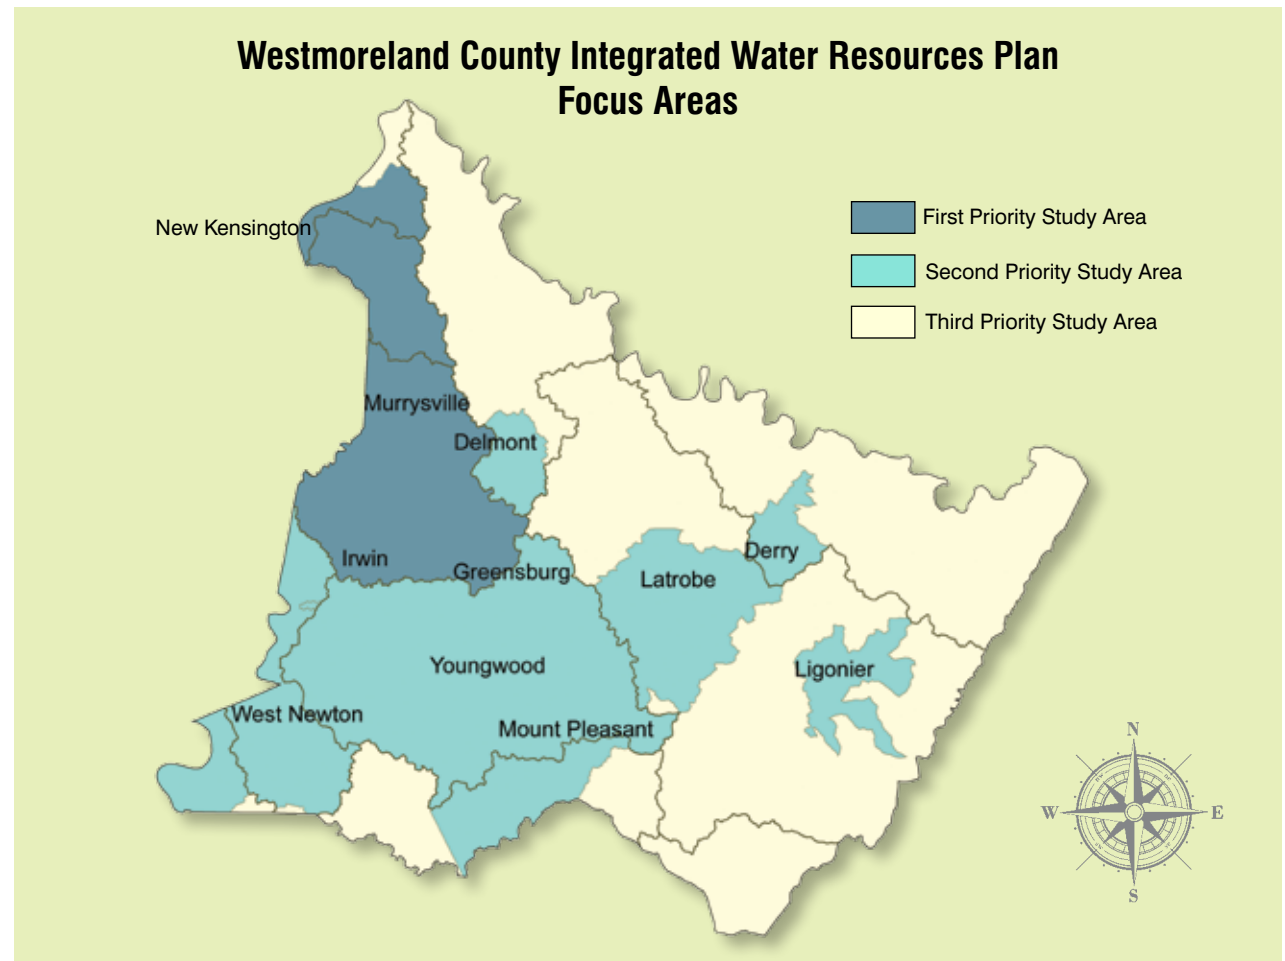 Westmoreland County Integrated Water Resources Plan
Focus Areas
New Kensington
First Priority Study Area
Second Priority Study Area
Third Priority Study Area
Murrysville
Delmont
Irwin
Greensburg
Derry
Latrobe
Youngwood
Ligonier
West Newton
Mount Pleasant
N
W
E
S